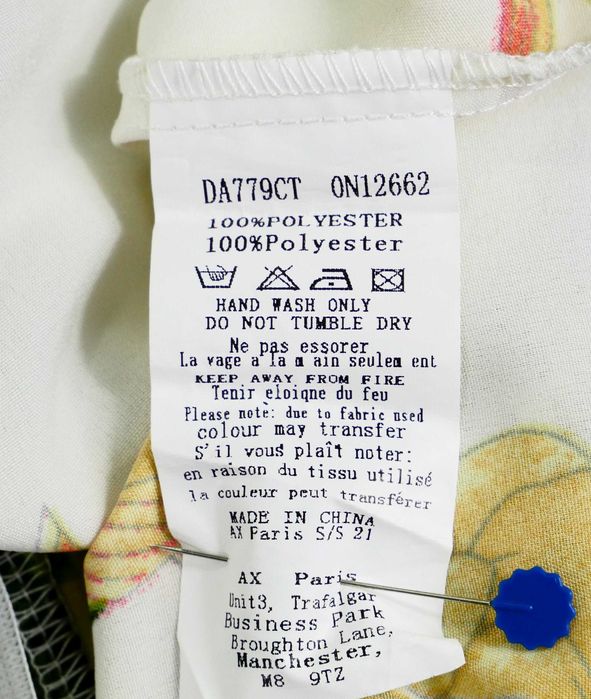 DA779CT ON12662
100%POLYESTER
100%Polyester
HAND WASH ONLY
DO NOT TUMBLE DRY
Ne pas essorer
La vage a la m ain seulem ent
KEEP AWAY FROM FIRE
Tenir eloiqne du feu
Please note: due to fabric used
colour may transfer
S'il vous plaît noter:
en raison du tissu utilisé
la couleur peut transférer
MADE IN CHINA
AX Paris S/S 21
AX Paris
Unit3, Trafalgar
Business Park
Broughton Lane,
Manchester,
M8 9TZ